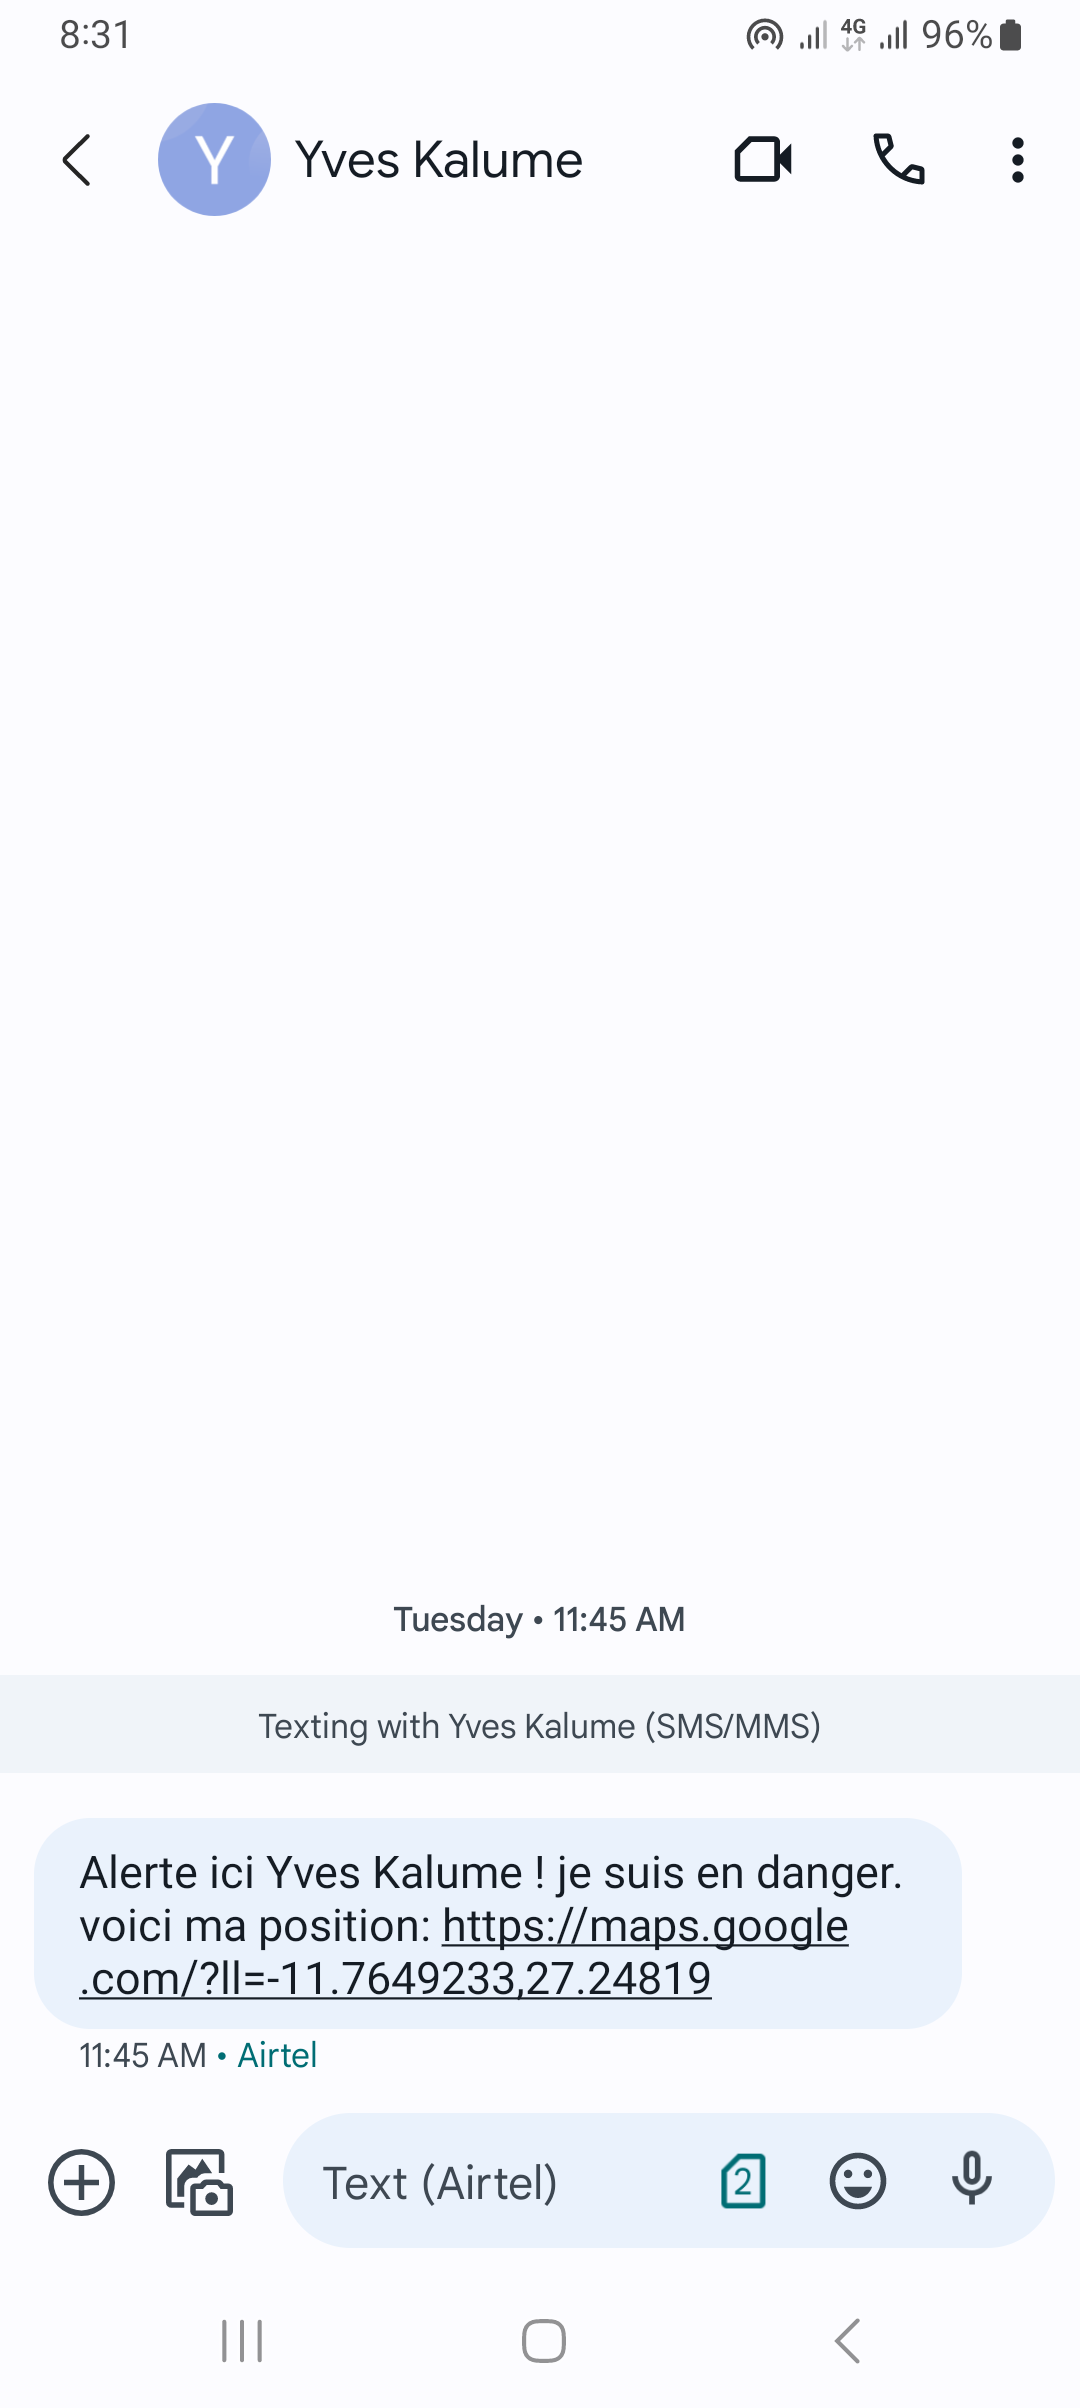 8:31
4G
96%
Y
Yves Kalume
Tuesday • 11:45 AM
Texting with Yves Kalume (SMS/MMS)
Alerte ici Yves Kalume ! je suis en danger.
voici ma position: https://maps.google
.com/?ll=-11.7649233,27.24819
11:45 AM • Airtel
Text (Airtel)
2